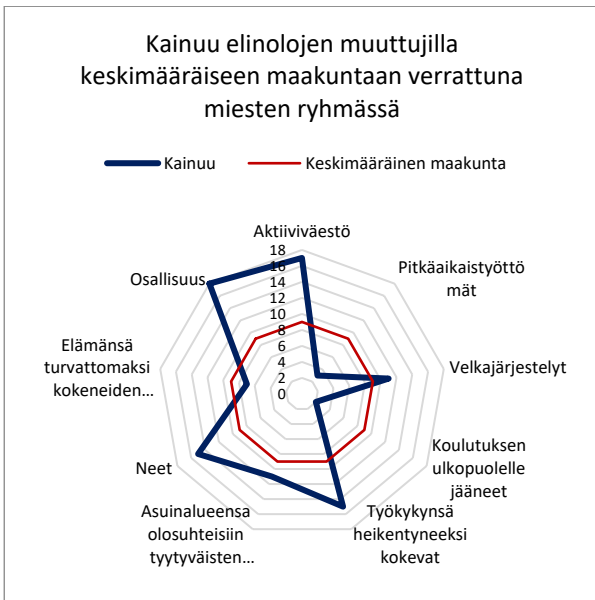 Kainuu elinolojen muuttujilla
keskimääräiseen maakuntaan verrattuna
miesten ryhmässä
Kainuu
Keskimääräinen maakunta
Aktiiviväestö
Pitkäaikaistyöttö
mät
Velkajärjestelyt
Koulutuksen
ulkopuolelle
jääneet
Työkykynsä
heikentyneeksi
kokevat
Asuinalueensa
olosuhteisiin
tyytyväisten...
Neet
Elämänsä
turvattomaksi
kokeneiden...
Osallisuus
18
16
14
12
10
8
6
4
2
0